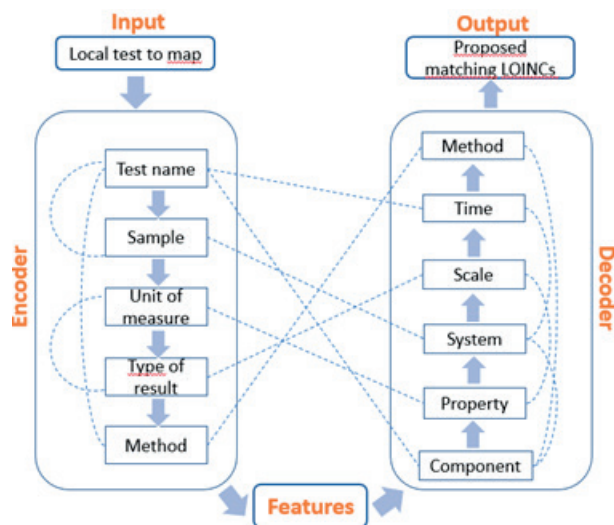 Input
Local test to map
Encoder
Test name
Sample
Unit of
measure
Type of
result
Method
Features
Output
Proposed
matching LOINCs
Decoder
Method
Time
Scale
System
Property
Component